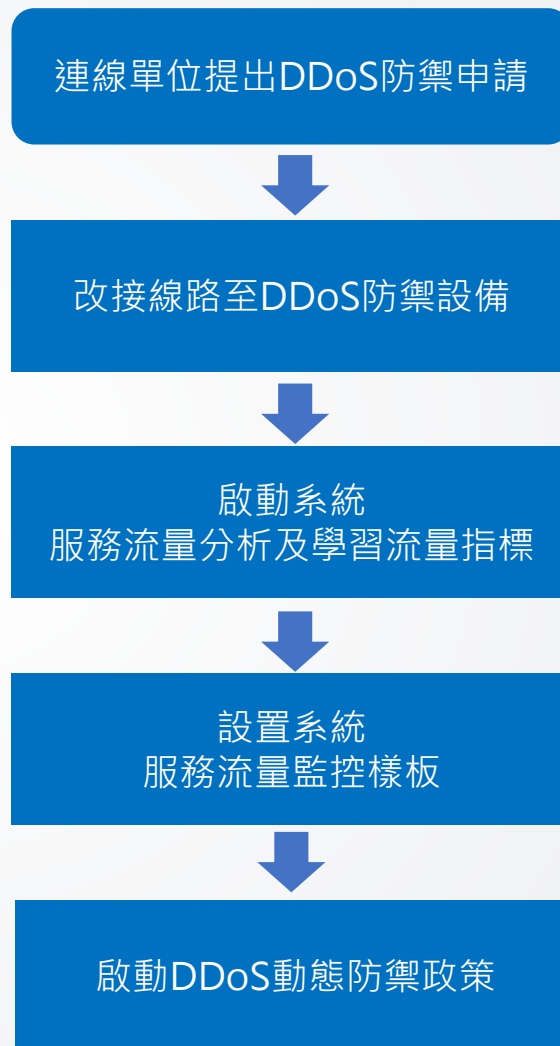 連線單位提出DDoS防禦申請
改接線路至DDoS防禦設備
啟動系統
服務流量分析及學習流量指標
設置系統
服務流量監控樣板
啟動DDoS動態防禦政策